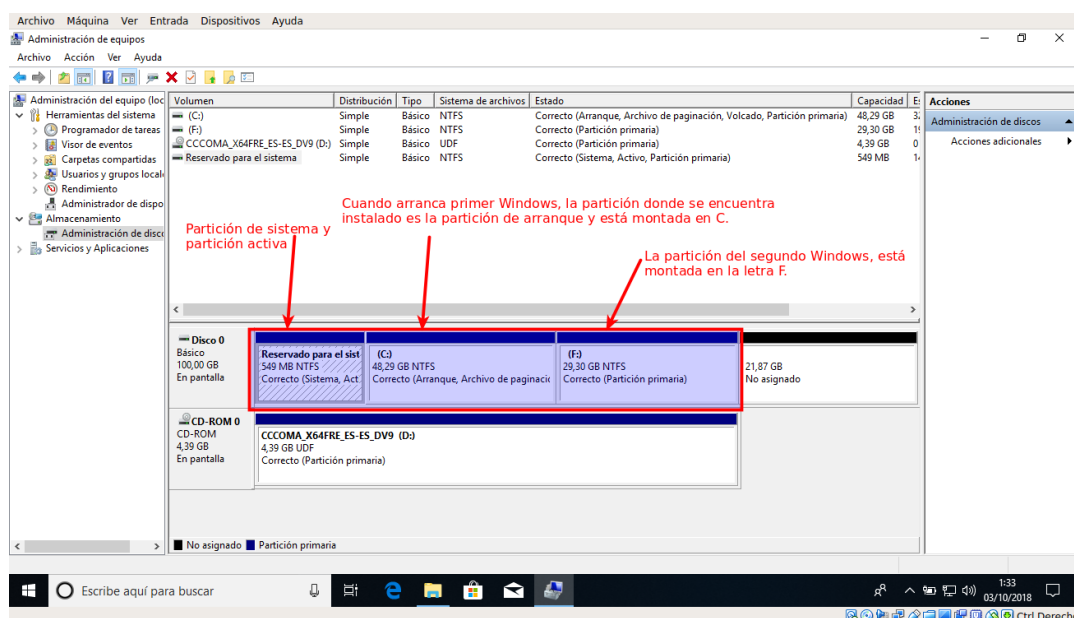 Archivo Máquina Ver Entrada Dispositivos Ayuda
Administración de equipos
Archivo Acción Ver Ayuda
Administración del equipo (loc
Herramientas del sistema
Programador de tareas
Visor de eventos
Carpetas compartidas
Usuarios y grupos local
Rendimiento
Administrador de dispo
Almacenamiento
Administración de disc
Servicios y Aplicaciones
Volumen Distribución Tipo Sistema de archivos Estado Capacidad
(C:) Simple Básico NTFS Correcto (Arranque, Archivo de paginación, Volcado, Partición primaria) 48,29 GB
(F:) Simple Básico NTFS Correcto (Partición primaria) 29,30 GB
CCCOMA_X64FRE_ES-ES_DV9 (D:) Simple Básico UDF Correcto (Partición primaria) 4,39 GB 0
Reservado para el sistema Simple Básico NTFS Correcto (Sistema, Activo, Partición primaria) 549 MB
Acciones
Administración de discos
Acciones adicionales
Partición de sistema y
partición activa
Cuando arranca primer Windows, la partición donde se encuentra
instalado es la partición de arranque y está montada en C.
La partición del segundo Windows, está
montada en la letra F.
Disco 0
Básico
100,00 GB
En pantalla
Reservado para el sist
549 MB NTFS
Correcto (Sistema, Act
(C:)
48,29 GB NTFS
Correcto (Arranque, Archivo de paginació
(F:)
29,30 GB NTFS
Correcto (Partición primaria)
21,87 GB
No asignado
CD-ROM 0
CD-ROM
4,39 GB
En pantalla
CCCOMA_X64FRE_ES-ES_DV9 (D:)
4,39 GB UDF
Correcto (Partición primaria)
No asignado Partición primaria
Escribe aquí para buscar
1:33
03/10/2018
Ctrl Derecho